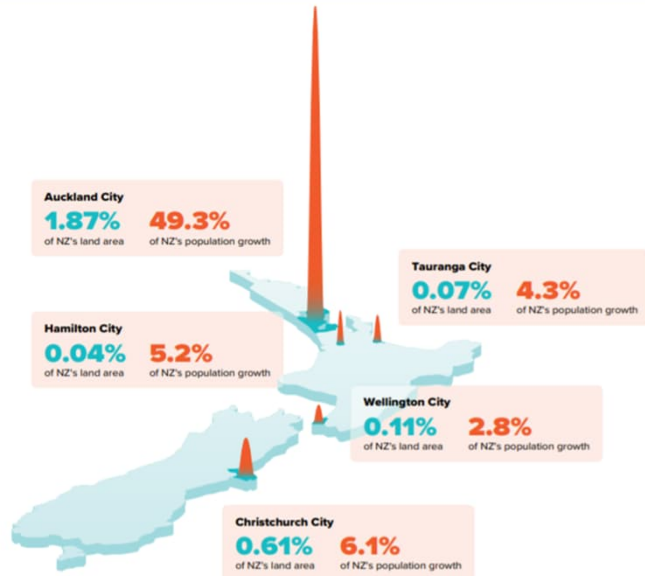 Auckland City
1.87% 49.3%
of NZ's land area of NZ's population growth
Tauranga City
0.07% 4.3%
of NZ's land area of NZ's population growth
Hamilton City
0.04% 5.2%
of NZ's land area of NZ's population growth
Wellington City
0.11% 2.8%
of NZ's land area of NZ's population growth
Christchurch City
0.61% 6.1%
of NZ's land area of NZ's population growth